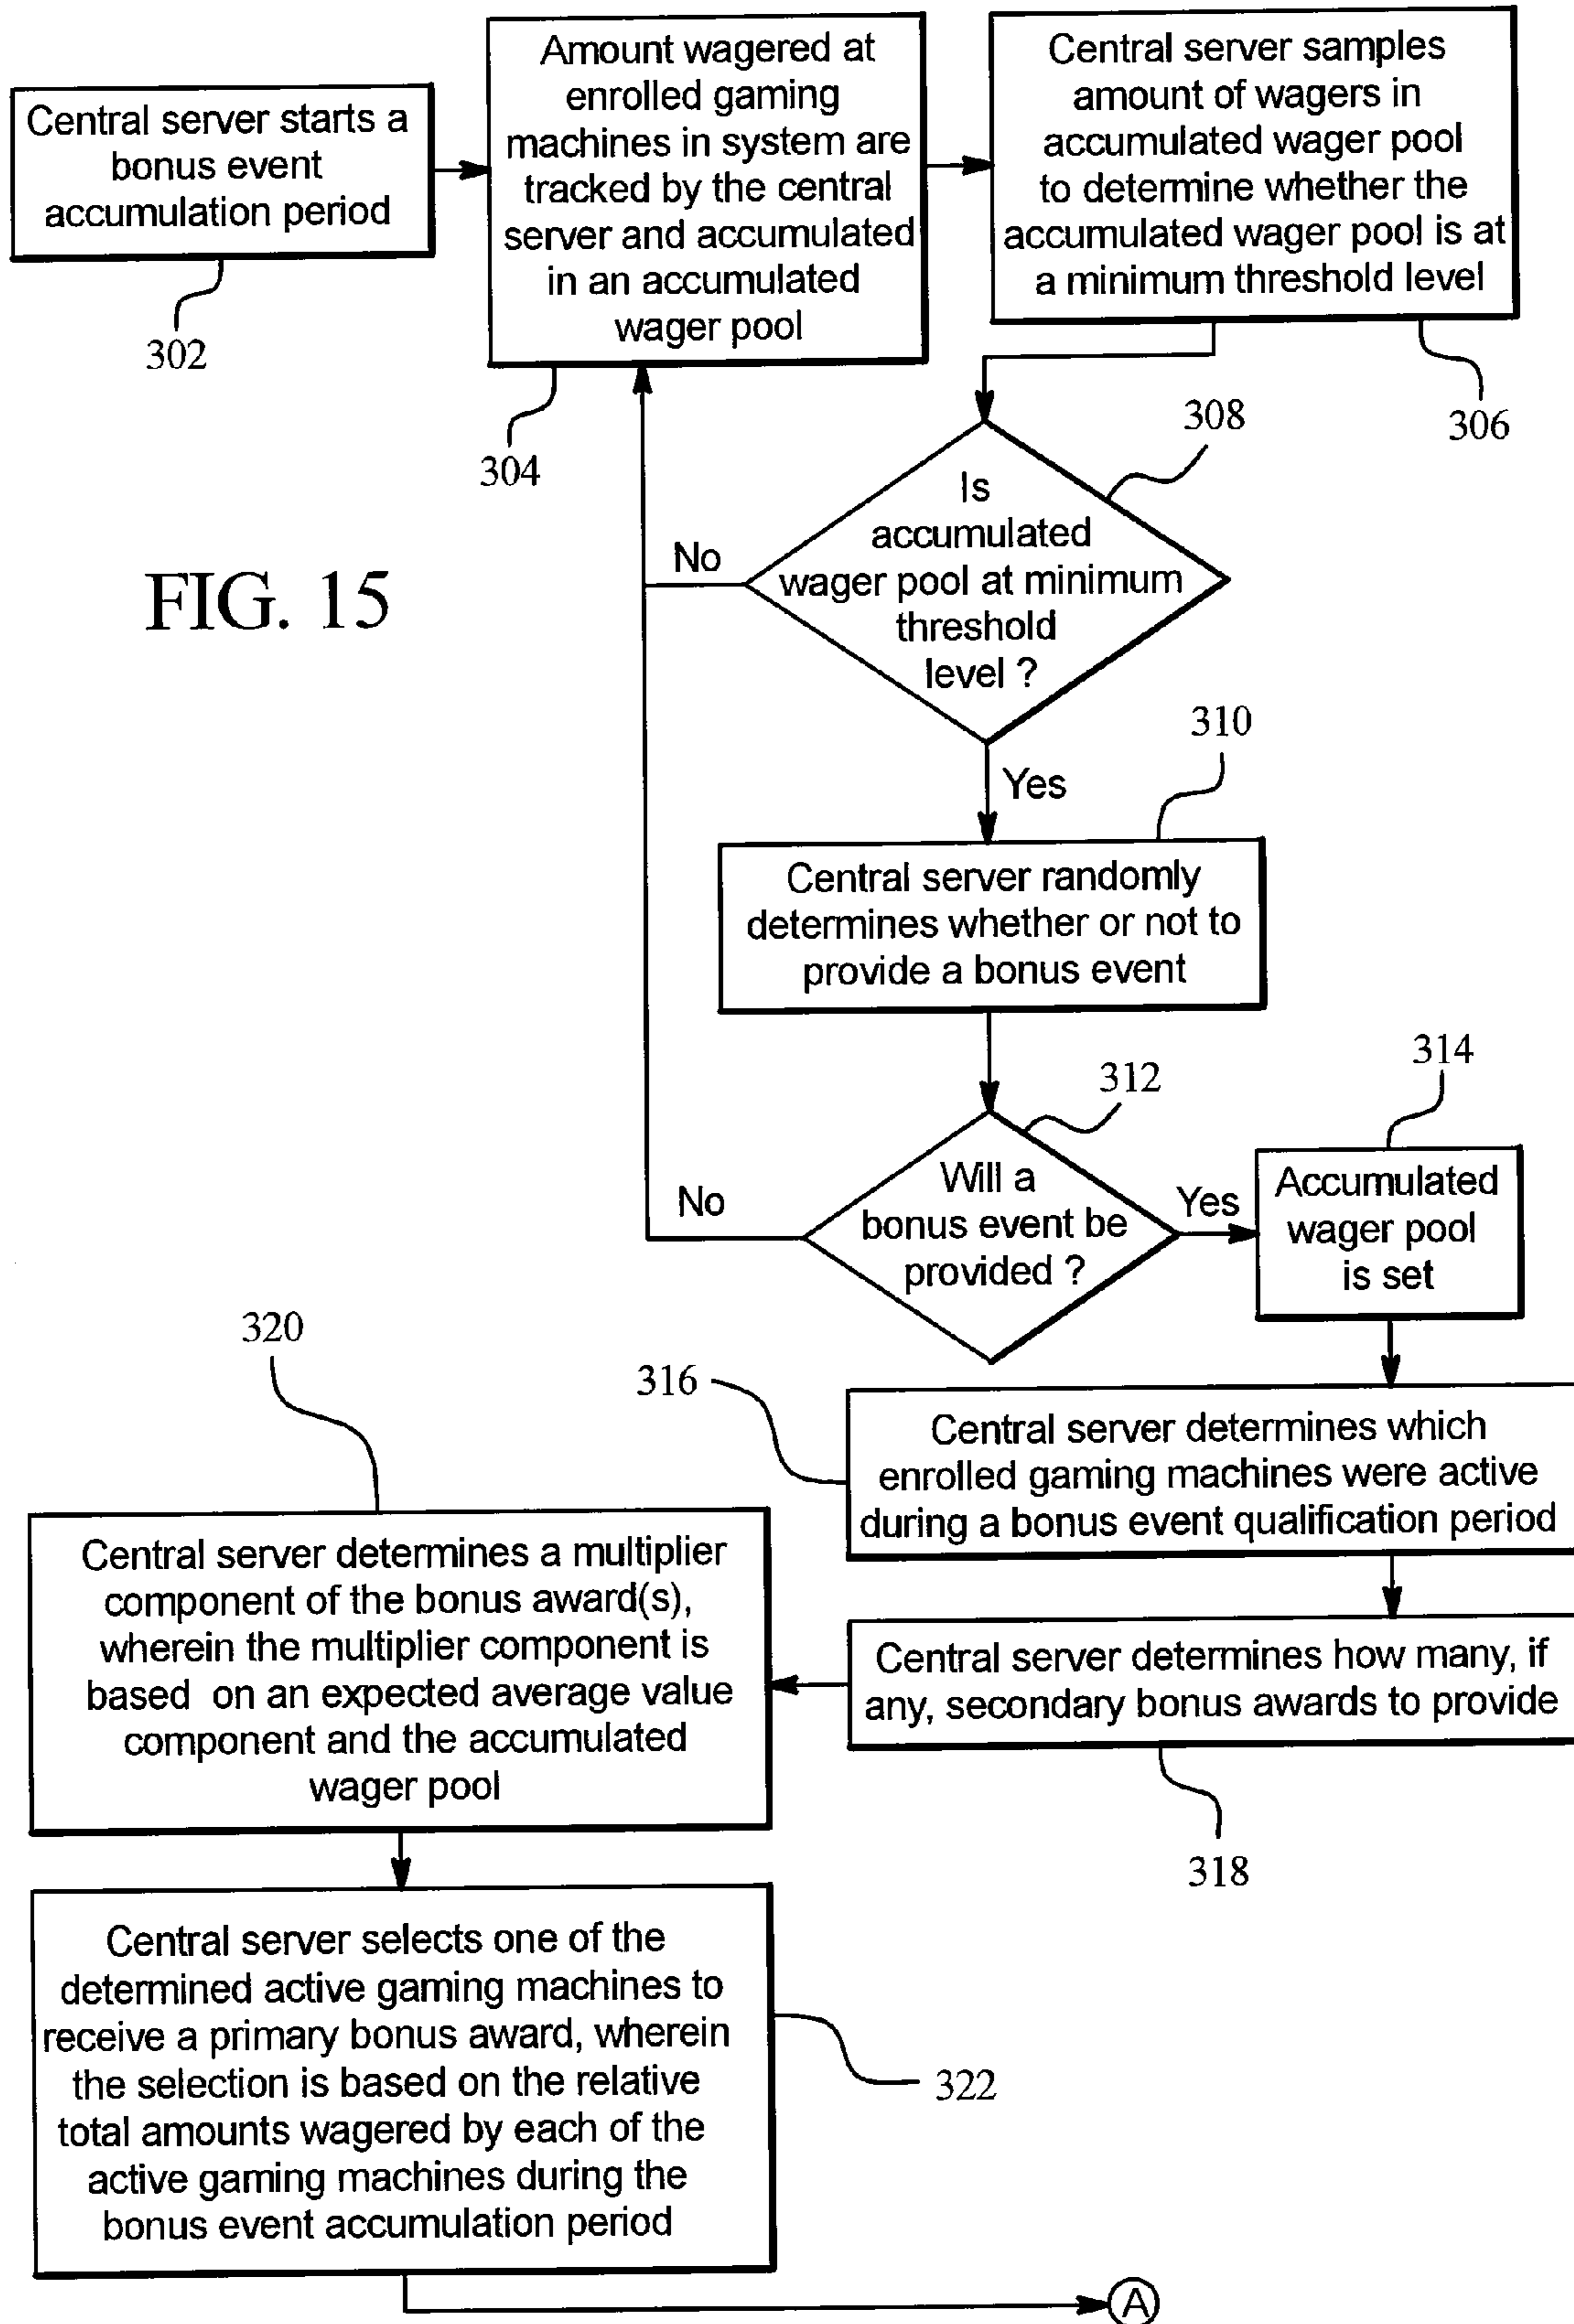 Central server starts a
bonus event
accumulation period
302
Amount wagered at
enrolled gaming
machines in system are
tracked by the central
server and accumulated
in an accumulated
wager pool
304
Central server samples
amount of wagers in
accumulated wager pool
to determine whether the
accumulated wager pool is at
a minimum threshold level
306
308
Is
accumulated
wager pool at minimum
threshold
level ?
No
Yes
FIG. 15
310
Central server randomly
determines whether or not to
provide a bonus event
312
Will a
bonus event be
provided ?
No
Yes
314
Accumulated
wager pool
is set
316
Central server determines which
enrolled gaming machines were active
during a bonus event qualification period
Central server determines how many, if
any, secondary bonus awards to provide
318
320
Central server determines a multiplier
component of the bonus award(s),
wherein the multiplier component is
based on an expected average value
component and the accumulated
wager pool
Central server selects one of the
determined active gaming machines to
receive a primary bonus award, wherein
the selection is based on the relative
total amounts wagered by each of the
active gaming machines during the
bonus event accumulation period
322
A